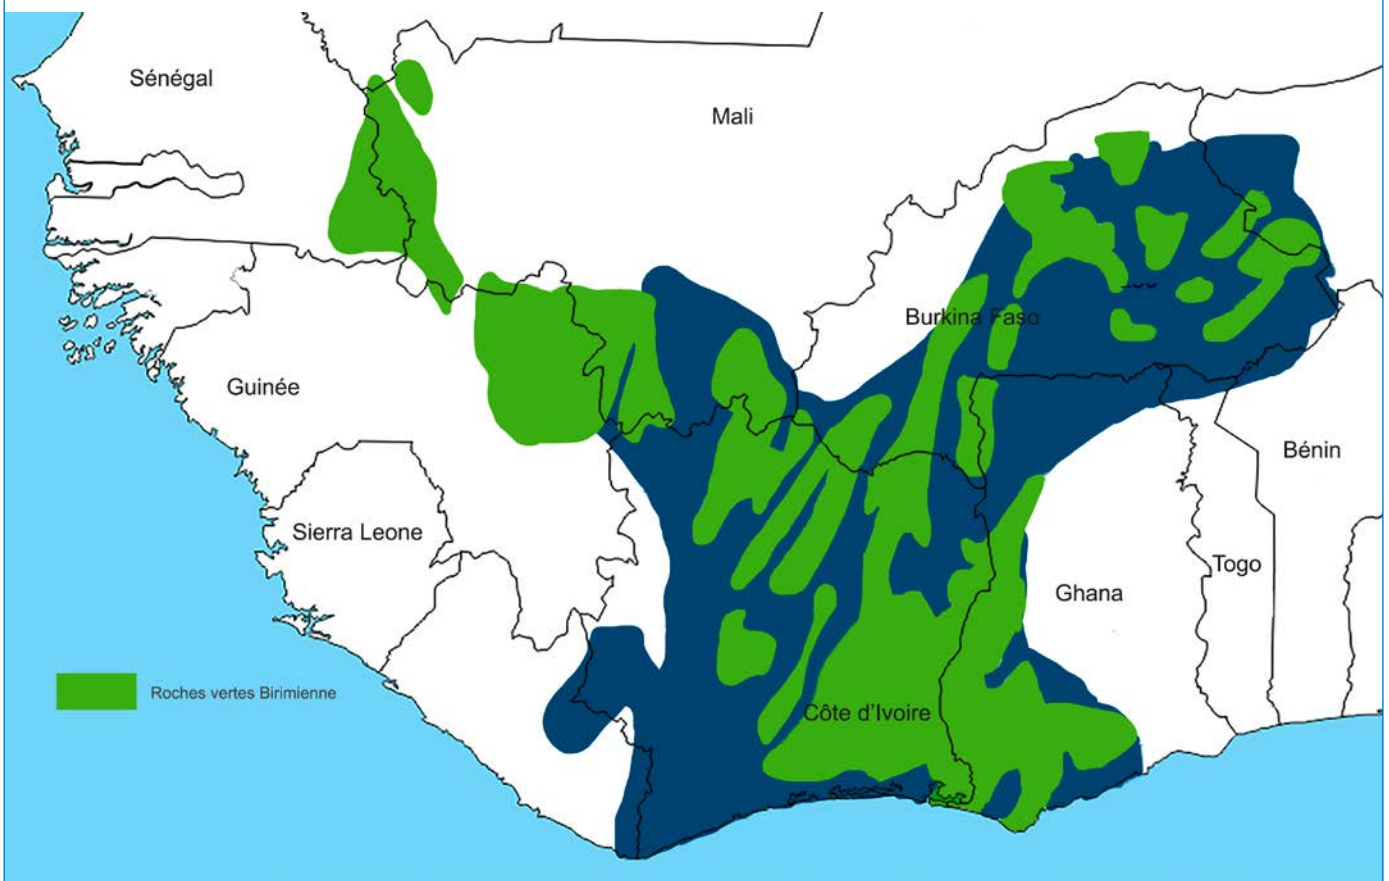 Sénégal
Mali
Burkina Faso
Guinée
Bénin
Sierra Leone
Togo
Ghana
Roches vertes Birimienne
Côte d'Ivoire